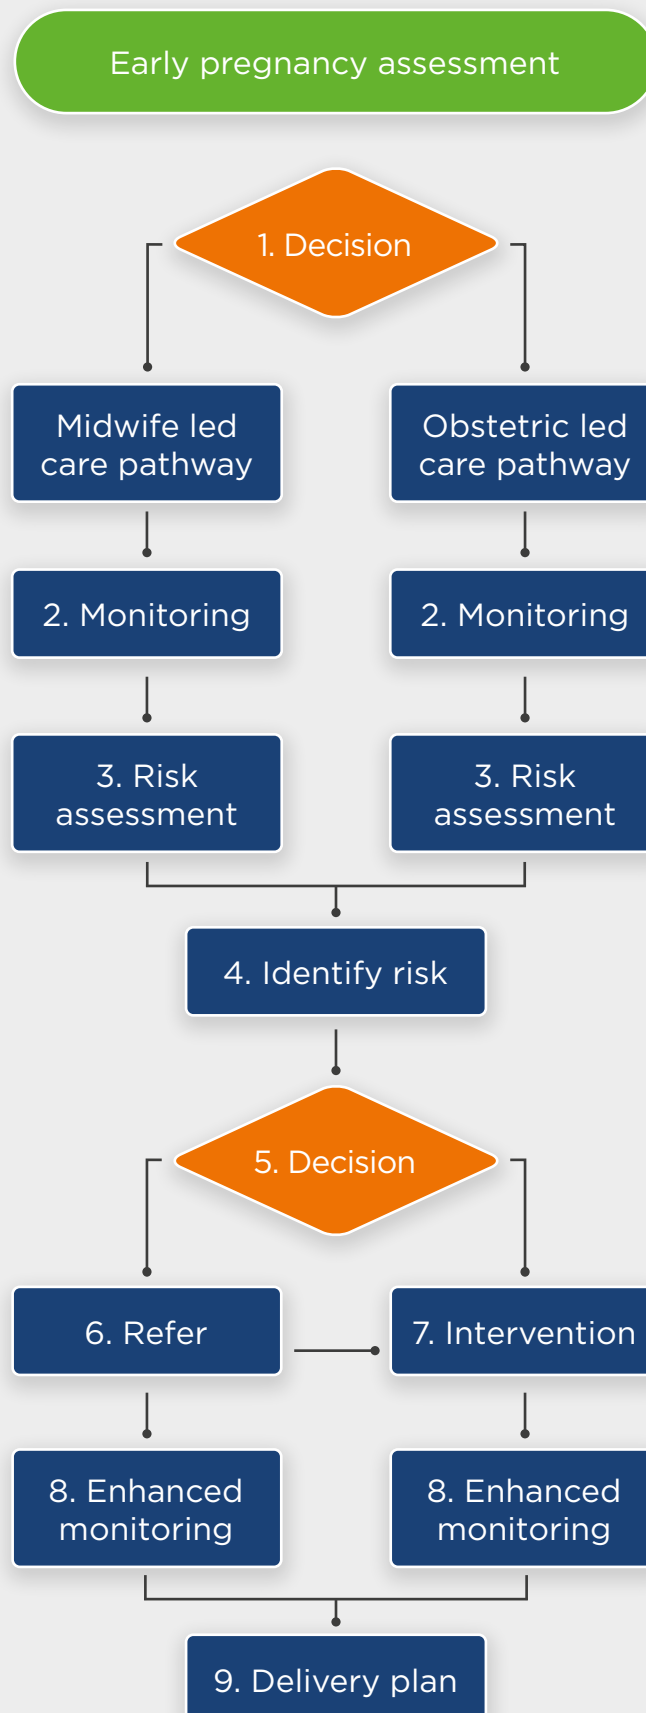 Early pregnancy assessment
1. Decision
Midwife led
care pathway
Obstetric led
care pathway
2. Monitoring
2. Monitoring
3. Risk
assessment
3. Risk
assessment
4. Identify risk
5. Decision
6. Refer
7. Intervention
8. Enhanced
monitoring
8. Enhanced
monitoring
9. Delivery plan